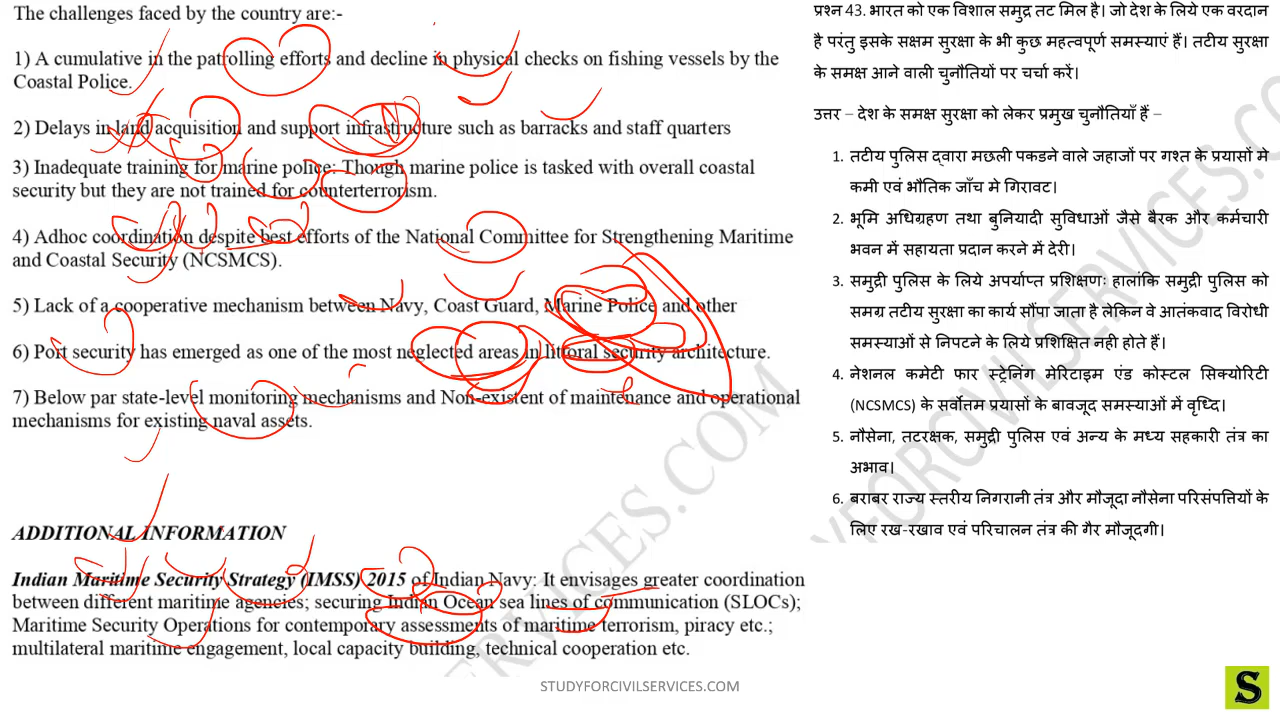 The challenges faced by the country are:-
1) A cumulative in the patrolling efforts and decline in physical checks on fishing vessels by the
Coastal Police.
2) Delays in land acquisition and support infrastructure such as barracks and staff quarters
3) Inadequate training for marine police: Though marine police is tasked with overall coastal
security but they are not trained for counterterrorism.
4) Adhoc coordination despite best efforts of the National Committee for Strengthening Maritime
and Coastal Security (NCSMCS).
5) Lack of a cooperative mechanism between Navy, Coast Guard, Marine Police and other
6) Port security has emerged as one of the most neglected areas in littoral security architecture.
7) Below par state-level monitoring mechanisms and Non-existent of maintenance and operational
mechanisms for existing naval assets.
ADDITIONAL INFORMATION
Indian Maritime Security Strategy (IMSS) 2015 of Indian Navy: It envisages greater coordination
between different maritime agencies; securing Indian Ocean sea lines of communication (SLOCs);
Maritime Security Operations for contemporary assessments of maritime terrorism, piracy etc.;
multilateral maritime engagement, local capacity building, technical cooperation etc.
प्रश्न 43. भारत को एक विशाल समुद्र तट मिल है। जो देश के लिये एक वरदान
है परंतु इसके सक्षम सुरक्षा के भी कुछ महत्वपूर्ण समस्याएं हैं। तटीय सुरक्षा
के समक्ष आने वाली चुनौतियों पर चर्चा करें।
उत्तर – देश के समक्ष सुरक्षा को लेकर प्रमुख चुनौतियाँ हैं –
1. तटीय पुलिस द्वारा मछली पकडने वाले जहाजों पर गश्त के प्रयासों मे
कमी एवं भौतिक जाँच मे गिरावट।
2. भूमि अधिग्रहण तथा बुनियादी सुविधाओं जैसे बैरक और कर्मचारी
भवन में सहायता प्रदान करने में देरी।
3. समुद्री पुलिस के लिये अपर्याप्त प्रशिक्षणः हालांकि समुद्री पुलिस को
समग्र तटीय सुरक्षा का कार्य सौंपा जाता है लेकिन वे आतंकवाद विरोधी
समस्याओं से निपटने के लिये प्रशिक्षित नही होते हैं।
4. नेशनल कमेटी फार स्ट्रेनिंग मेरिटाइम एंड कोस्टल सिक्योरिटी
(NCSMCS) के सर्वोत्तम प्रयासों के बावजूद समस्याओं में वृध्दि।
5. नौसेना, तटरक्षक, समुद्री पुलिस एवं अन्य के मध्य सहकारी तंत्र का
अभाव।
6. बराबर राज्य स्तरीय निगरानी तंत्र और मौजूदा नौसेना परिसंपत्तियों के
लिए रख-रखाव एवं परिचालन तंत्र की गैर मौजूदगी।
STUDYFORCIVILSERVICES.COM
S